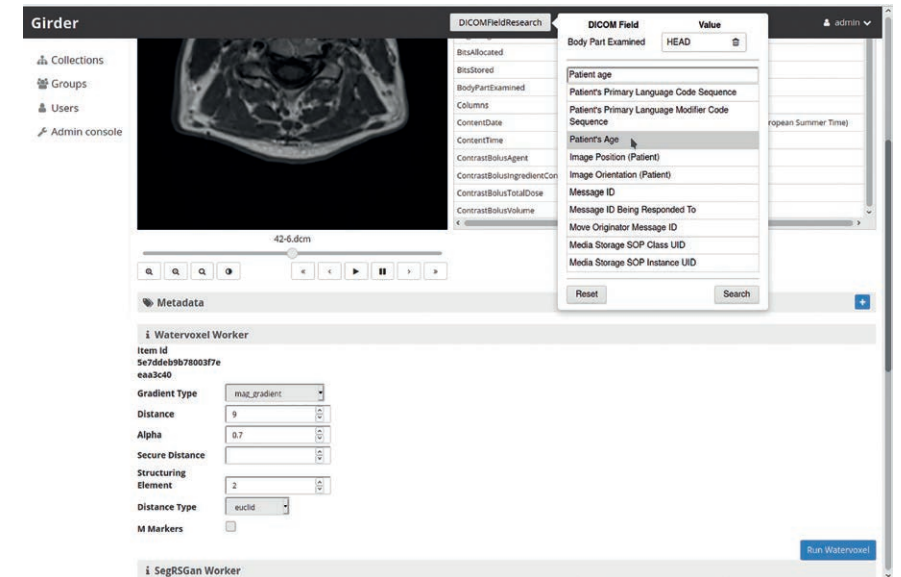 Girder
DICOMFieldResearch
admin
Collections
Groups
Users
Admin console
BitsAllocated
BitsStored
BodyPartExamined
Columns
ContentDate
ropean Summer Time)
ContentTime
ContrastBolusAgent
ContrastBolusIngredientCon
ContrastBolusTotalDose
ContrastBolusVolume
DICOM Field Value
Body Part Examined HEAD
Patient age
Patient's Primary Language Code Sequence
Patient's Primary Language Modifier Code
Sequence
Patient's Age
Image Position (Patient)
Image Orientation (Patient)
Message ID
Message ID Being Responded To
Move Originator Message ID
Media Storage SOP Class UID
Media Storage SOP Instance UID
Reset Search
42-6.dcm
Metadata
Watervoxel Worker
Item Id
5e7ddeb9b78003f7e
eaa3c40
Gradient Type mag_gradient
Distance 9
Alpha 0.7
Secure Distance
Structuring
Element 2
Distance Type euclid
M Markers
Run Watervoxel
SegRSGan Worker